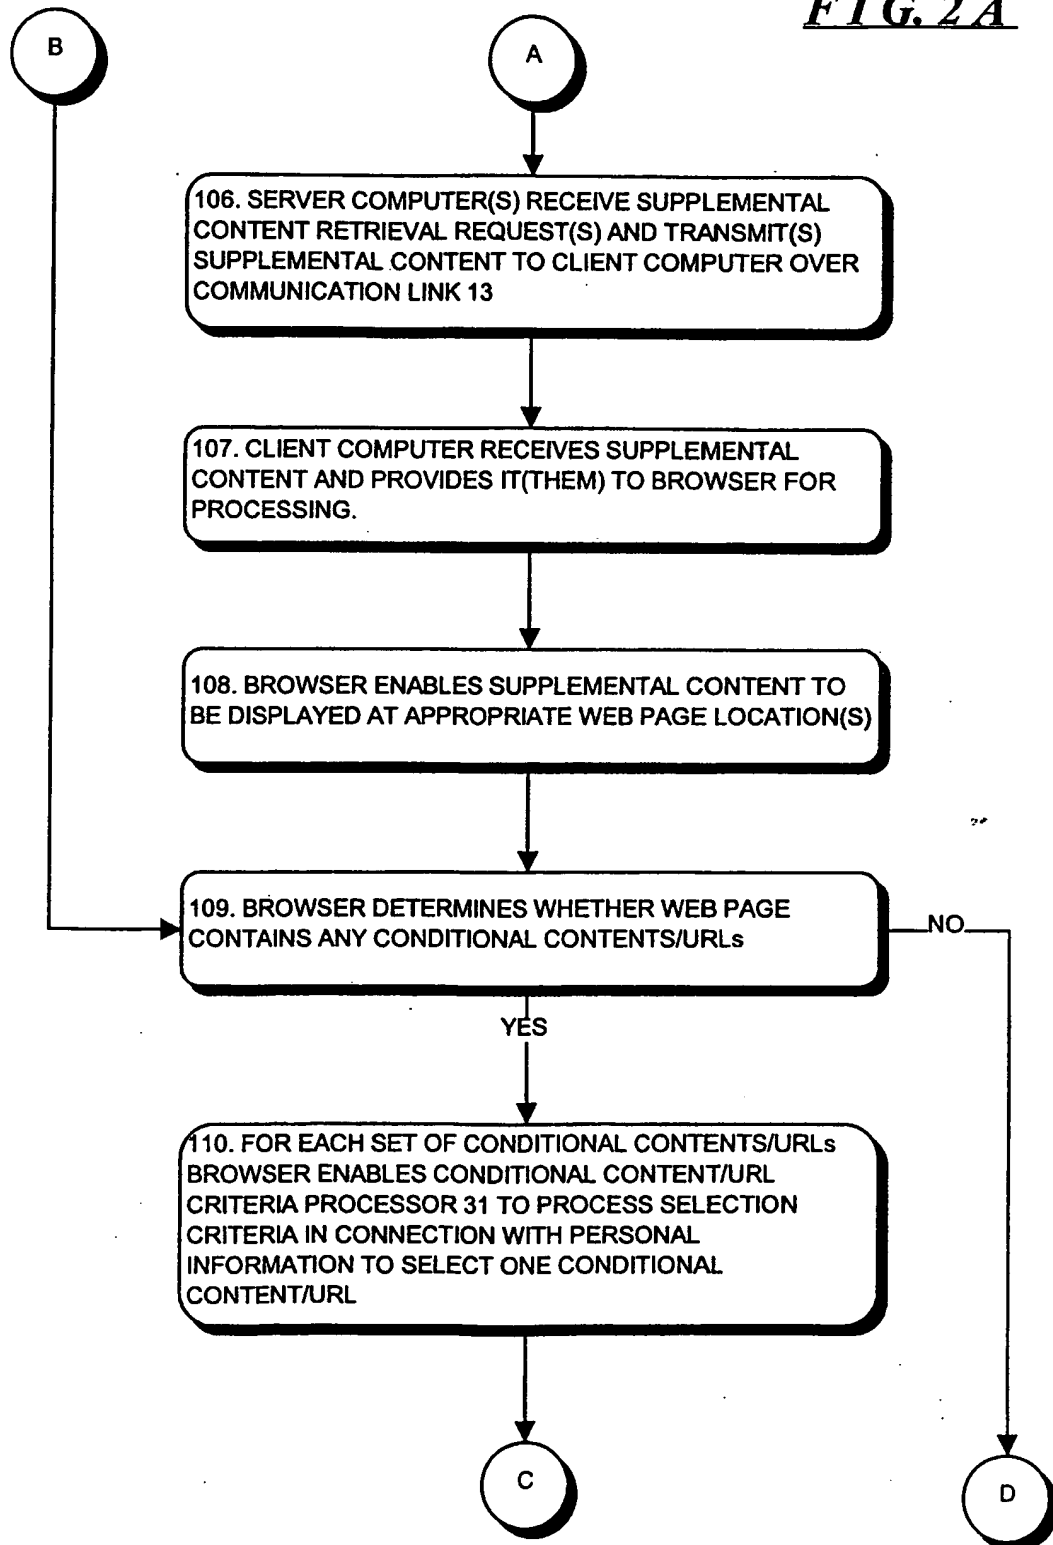 FIG. 2A
B
A
106. SERVER COMPUTER(S) RECEIVE SUPPLEMENTAL
CONTENT RETRIEVAL REQUEST(S) AND TRANSMIT(S)
SUPPLEMENTAL CONTENT TO CLIENT COMPUTER OVER
COMMUNICATION LINK 13
107. CLIENT COMPUTER RECEIVES SUPPLEMENTAL
CONTENT AND PROVIDES IT(THEM) TO BROWSER FOR
PROCESSING.
108. BROWSER ENABLES SUPPLEMENTAL CONTENT TO
BE DISPLAYED AT APPROPRIATE WEB PAGE LOCATION(S)
109. BROWSER DETERMINES WHETHER WEB PAGE
CONTAINS ANY CONDITIONAL CONTENTS/URLs
NO
YES
110. FOR EACH SET OF CONDITIONAL CONTENTS/URLs
BROWSER ENABLES CONDITIONAL CONTENT/URL
CRITERIA PROCESSOR 31 TO PROCESS SELECTION
CRITERIA IN CONNECTION WITH PERSONAL
INFORMATION TO SELECT ONE CONDITIONAL
CONTENT/URL
C
D